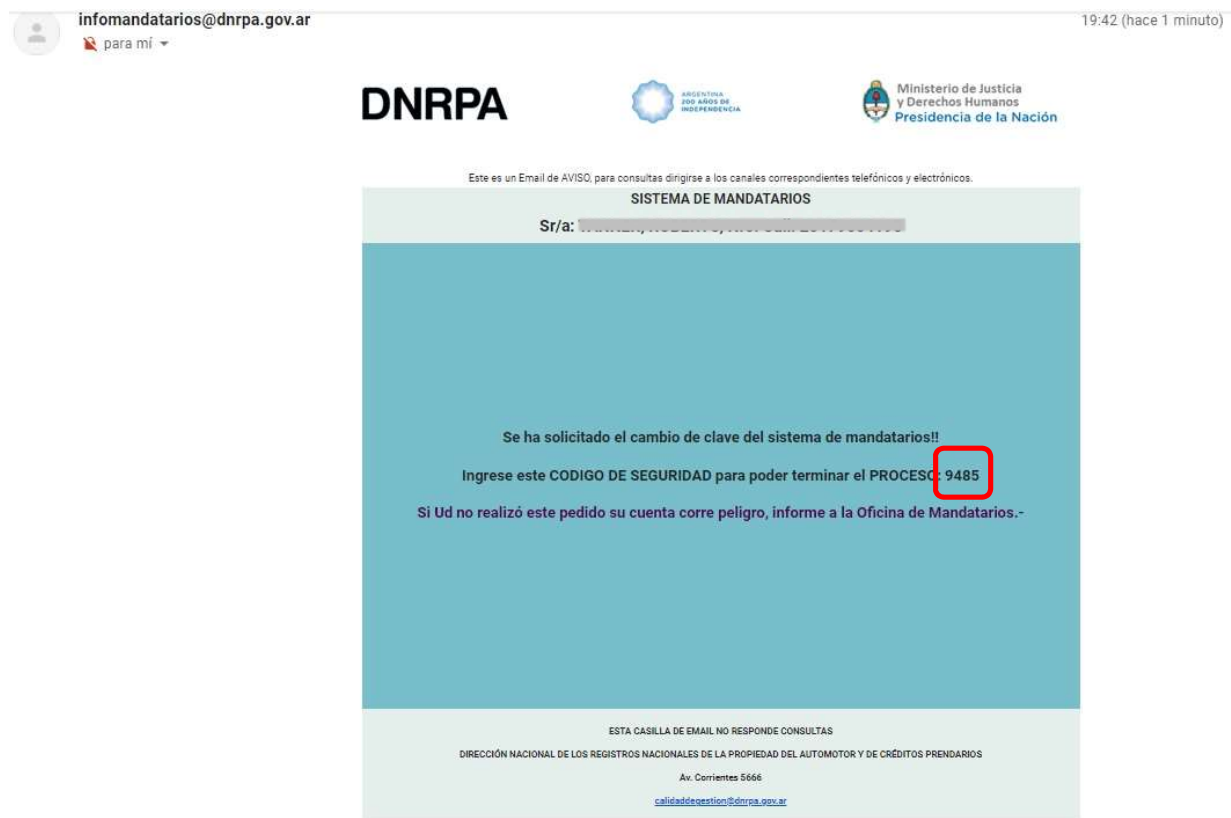 infomandatarios@dnrpa.gov.ar
19:42 (hace 1 minuto)
para mí
DNRPA
ARGENTINA
200 AÑOS DE
INDEPENDENCIA
Ministerio de Justicia
y Derechos Humanos
Presidencia de la Nación
Este es un Email de AVISO, para consultas dirigirse a los canales correspondientes telefónicos y electrónicos.
SISTEMA DE MANDATARIOS
Sr/a:
Se ha solicitado el cambio de clave del sistema de mandatarios!!
Ingrese este CODIGO DE SEGURIDAD para poder terminar el PROCESO: 9485
Si Ud no realizó este pedido su cuenta corre peligro, informe a la Oficina de Mandatarios.-
ESTA CASILLA DE EMAIL NO RESPONDE CONSULTAS
DIRECCIÓN NACIONAL DE LOS REGISTROS NACIONALES DE LA PROPIEDAD DEL AUTOMOTOR Y DE CRÉDITOS PRENDARIOS
Av. Corrientes 5666
calidaddegestion@dnrpa.gov.ar